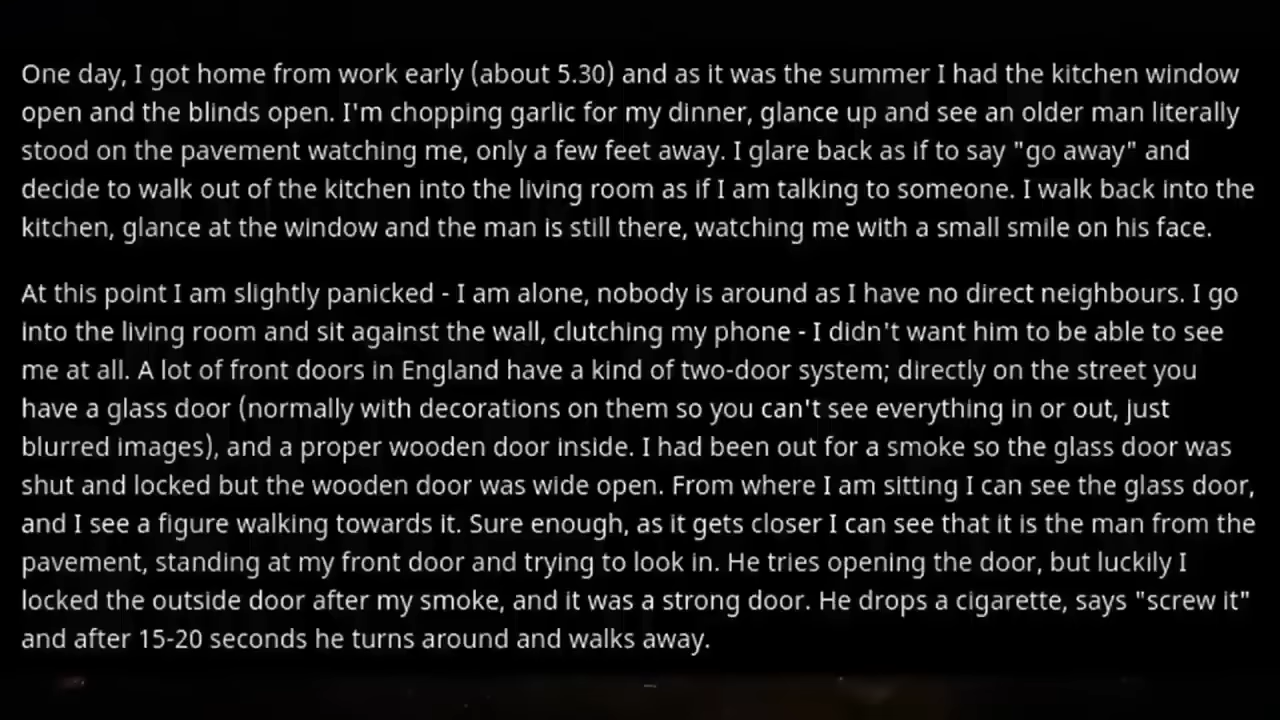 One day, I got home from work early (about 5.30) and as it was the summer I had the kitchen window
open and the blinds open. I'm chopping garlic for my dinner, glance up and see an older man literally
stood on the pavement watching me, only a few feet away. I glare back as if to say "go away" and
decide to walk out of the kitchen into the living room as if I am talking to someone. I walk back into the
kitchen, glance at the window and the man is still there, watching me with a small smile on his face.
At this point I am slightly panicked - I am alone, nobody is around as I have no direct neighbours. I go
into the living room and sit against the wall, clutching my phone - I didn't want him to be able to see
me at all. A lot of front doors in England have a kind of two-door system; directly on the street you
have a glass door (normally with decorations on them so you can't see everything in or out, just
blurred images), and a proper wooden door inside. I had been out for a smoke so the glass door was
shut and locked but the wooden door was wide open. From where I am sitting I can see the glass door,
and I see a figure walking towards it. Sure enough, as it gets closer I can see that it is the man from the
pavement, standing at my front door and trying to look in. He tries opening the door, but luckily I
locked the outside door after my smoke, and it was a strong door. He drops a cigarette, says "screw it"
and after 15-20 seconds he turns around and walks away.